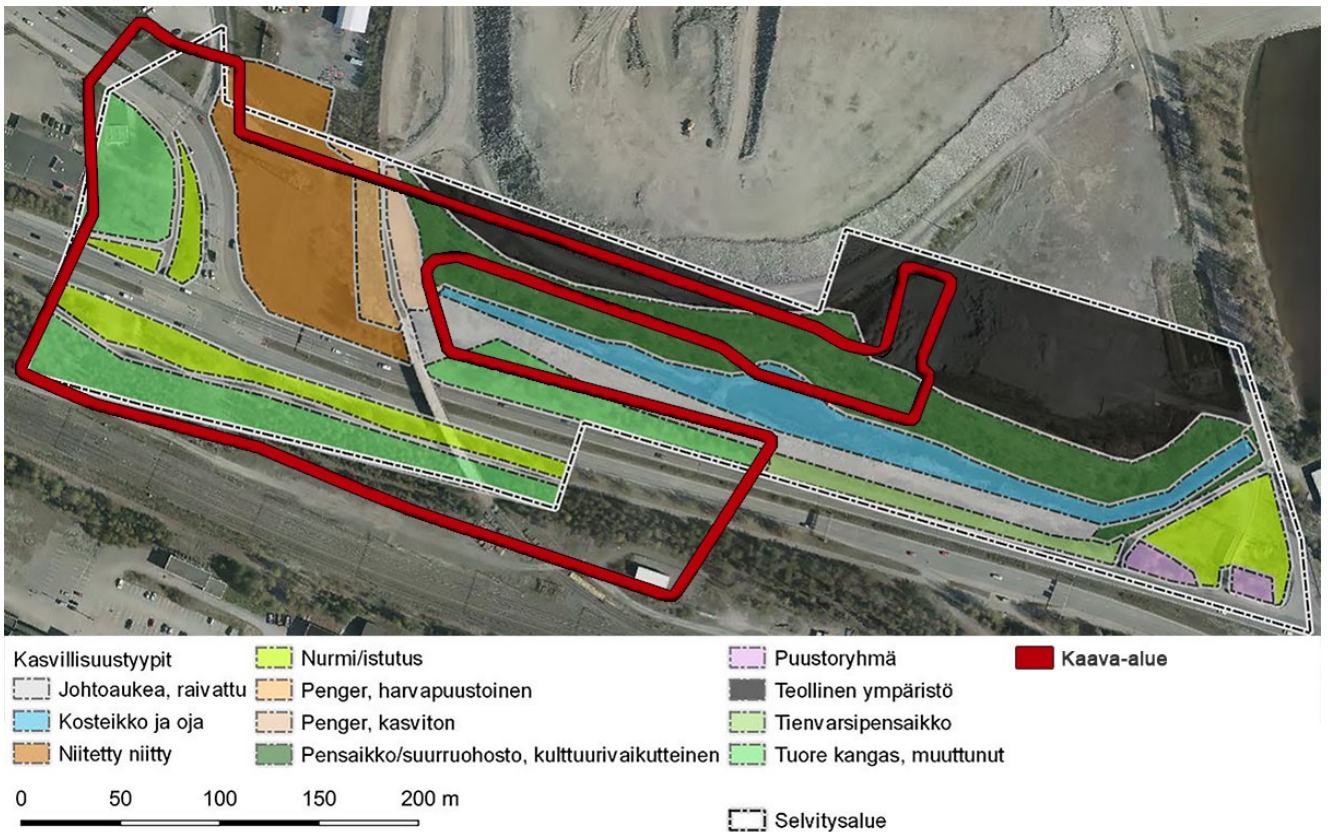 Kasvillisuustyypit
Johtoaukea, raivattu
Kosteikko ja oja
Niitetty niitty
Nurmi/istutus
Penger, harvapuustoinen
Penger, kasviton
Pensaikko/suurruohosto, kulttuurivaikutteinen
Puustoryhmä
Teollinen ympäristö
Tienvarsipensaikko
Tuore kangas, muuttunut
Selvitysalue
Kaava-alue
0 50 100 150 200 m